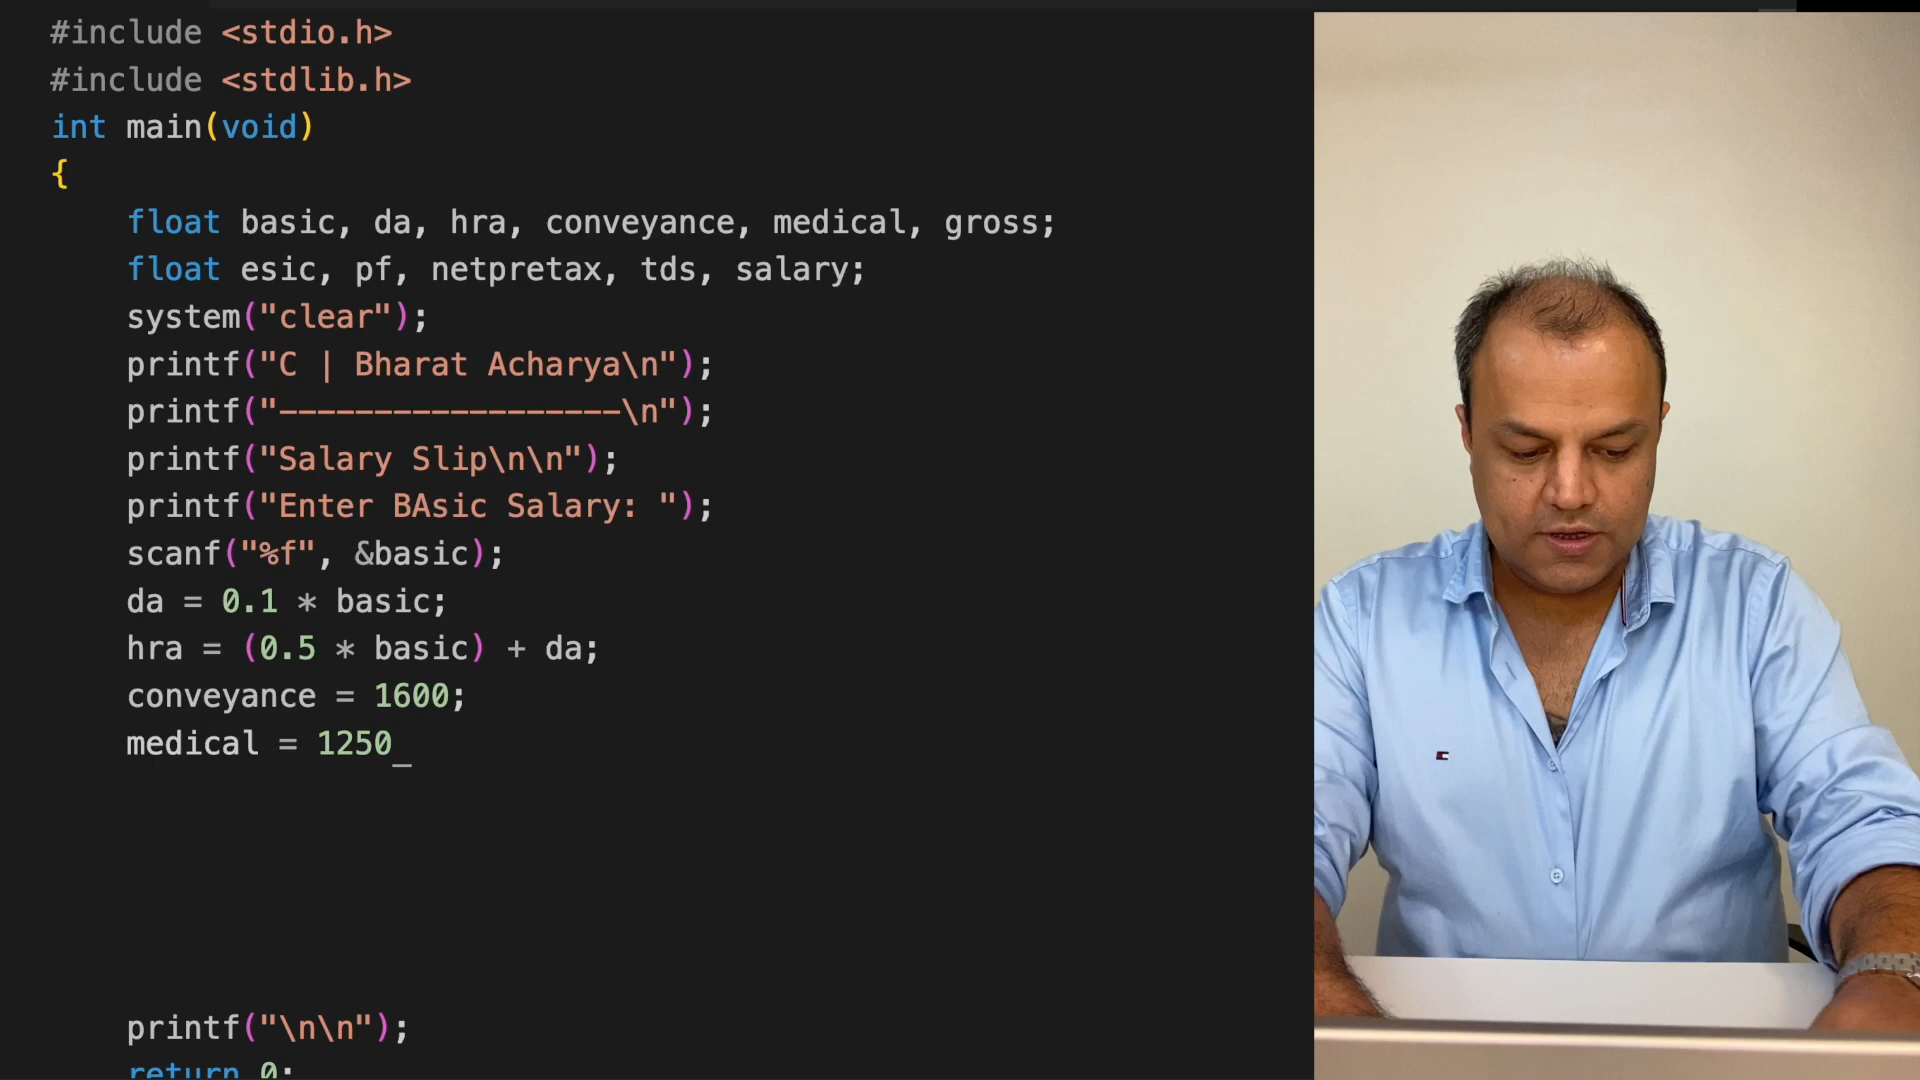 #include <stdio.h>
#include <stdlib.h>
int main(void)
{
    float basic, da, hra, conveyance, medical, gross;
    float esic, pf, netpretax, tds, salary;
    system("clear");
    printf("C | Bharat Acharya\n");
    printf("------------------\n");
    printf("Salary Slip\n\n");
    printf("Enter BAsic Salary: ");
    scanf("%f", &basic);
    da = 0.1 * basic;
    hra = (0.5 * basic) + da;
    conveyance = 1600;
    medical = 1250_
    printf("\n\n");
    return 0;